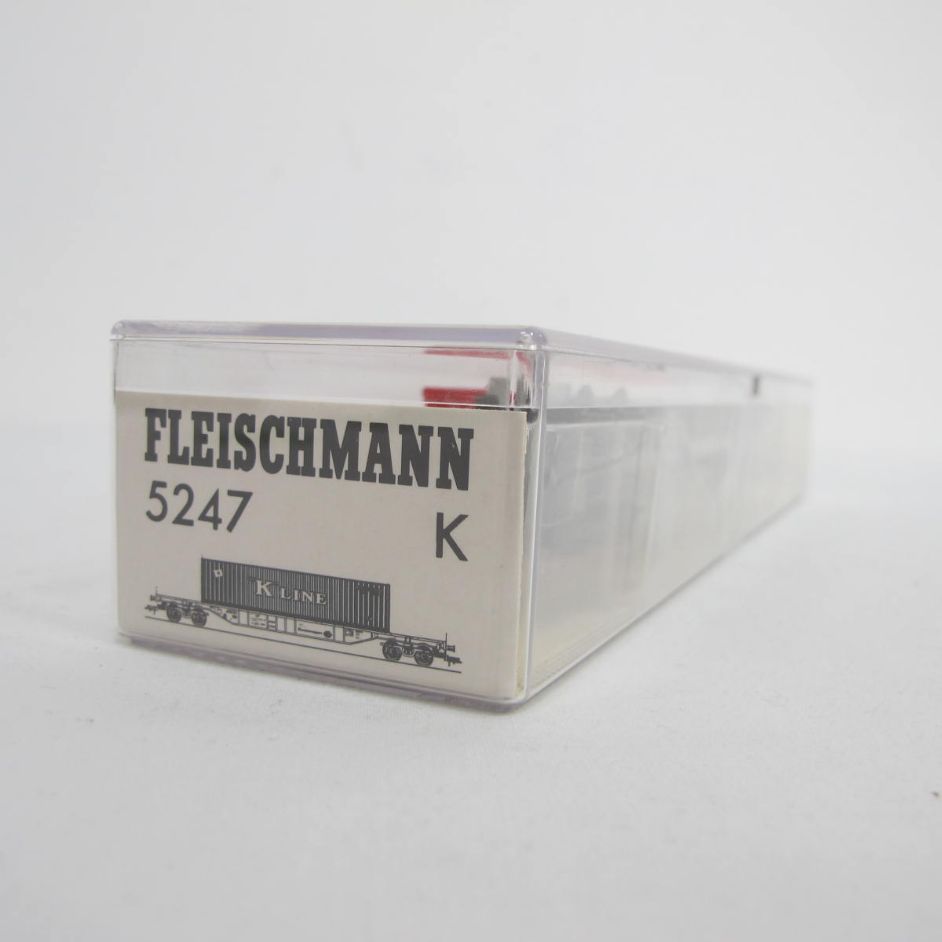 FLEISCHMANN
5247 K
K LINE